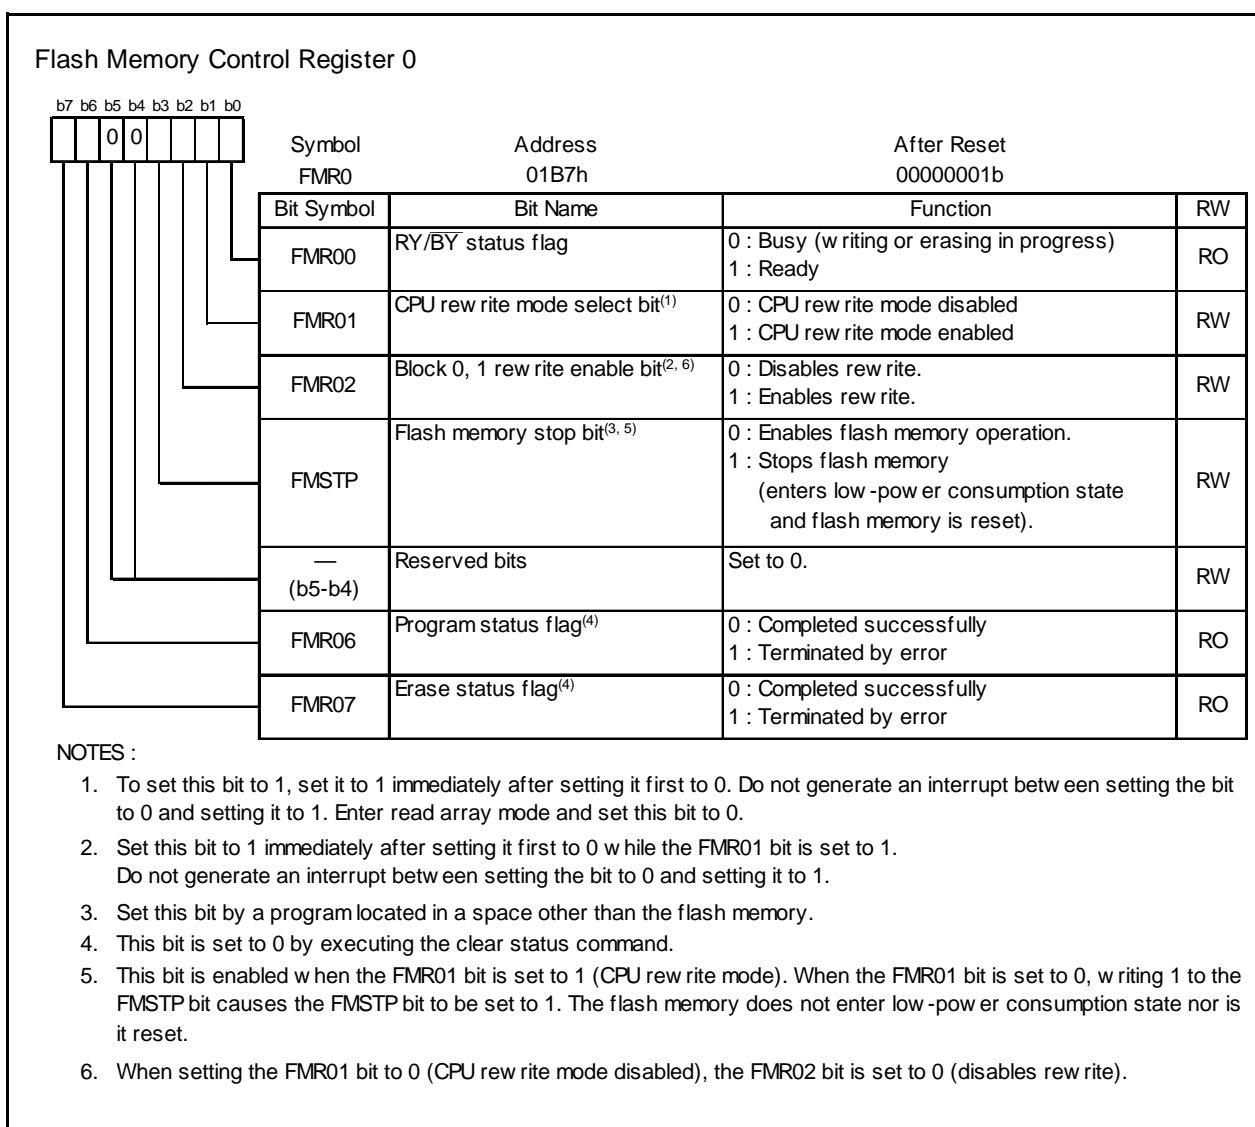 Flash Memory Control Register 0
b7 b6 b5 b4 b3 b2 b1 b0
0 0
Symbol Address After Reset
FMR0 01B7h 00000001b
Bit Symbol Bit Name Function RW
FMR00 RY/BY status flag 0 : Busy (writing or erasing in progress) RO
1 : Ready
FMR01 CPU rewrite mode select bit(1) 0 : CPU rewrite mode disabled RW
1 : CPU rewrite mode enabled
FMR02 Block 0, 1 rewrite enable bit(2, 6) 0 : Disables rewrite. RW
1 : Enables rewrite.
FMSTP Flash memory stop bit(3, 5) 0 : Enables flash memory operation. RW
1 : Stops flash memory
(enters low-power consumption state
and flash memory is reset).
— Reserved bits Set to 0. RW
(b5-b4)
FMR06 Program status flag(4) 0 : Completed successfully RO
1 : Terminated by error
FMR07 Erase status flag(4) 0 : Completed successfully RO
1 : Terminated by error
NOTES :
1. To set this bit to 1, set it to 1 immediately after setting it first to 0. Do not generate an interrupt between setting the bit
to 0 and setting it to 1. Enter read array mode and set this bit to 0.
2. Set this bit to 1 immediately after setting it first to 0 while the FMR01 bit is set to 1.
Do not generate an interrupt between setting the bit to 0 and setting it to 1.
3. Set this bit by a program located in a space other than the flash memory.
4. This bit is set to 0 by executing the clear status command.
5. This bit is enabled when the FMR01 bit is set to 1 (CPU rewrite mode). When the FMR01 bit is set to 0, writing 1 to the
FMSTP bit causes the FMSTP bit to be set to 1. The flash memory does not enter low-power consumption state nor is
it reset.
6. When setting the FMR01 bit to 0 (CPU rewrite mode disabled), the FMR02 bit is set to 0 (disables rewrite).